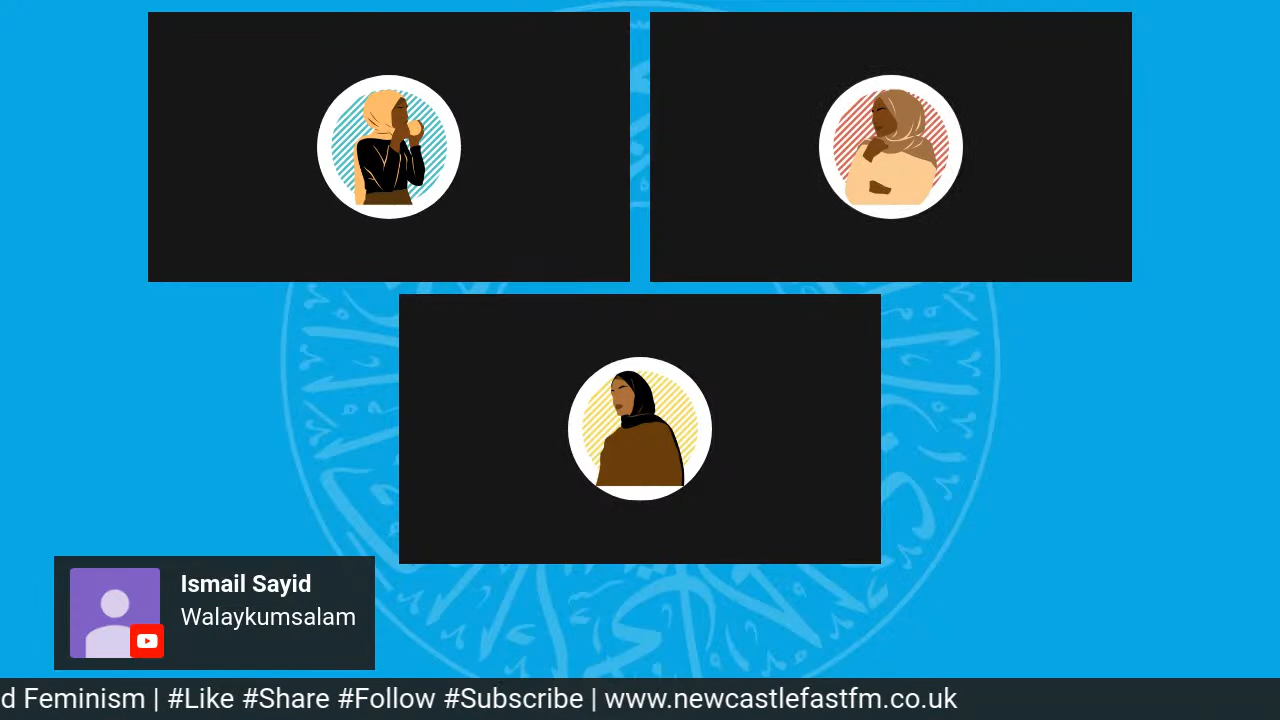 Ismail Sayid
Walaykumsalam
d Feminism | #Like #Share #Follow #Subscribe | www.newcastlefastfm.co.uk